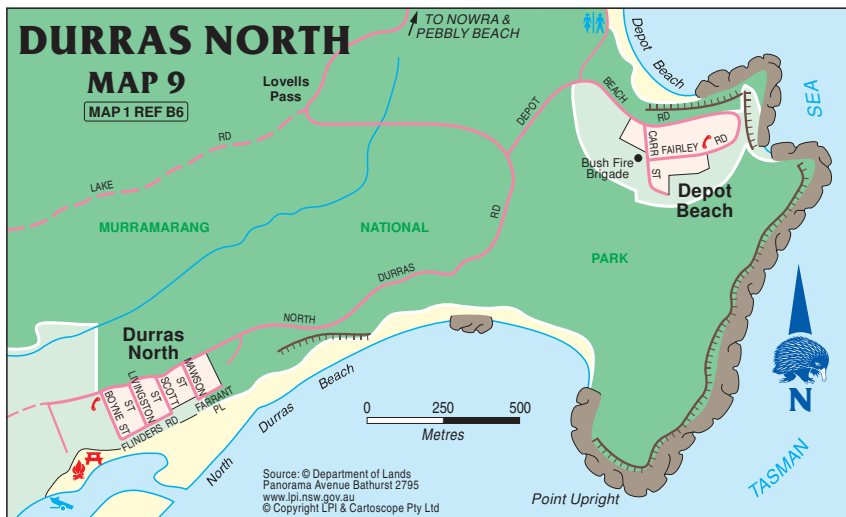 DURRAS NORTH
MAP 9
MAP 1 REF B6
TO NOWRA &
PEBBLY BEACH
Lovells
Pass
Depot
Beach
SEA
DEPOT
BEACH
RD
CARR
ST
FAIRLEY
RD
Bush Fire
Brigade
Depot
Beach
LAKE
RD
MURRAMARANG
NATIONAL
PARK
RD
DURRAS
NORTH
Durras
North
BOYNE ST
LIVINGSTON
ST
SCOTT
ST
MAWSON
ST
FARRANT
PL
FLINDERS RD
North
Durras
Beach
0
250
500
Metres
N
Source: © Department of Lands
Panorama Avenue Bathurst 2795
www.lpi.nsw.gov.au
© Copyright LPI & Cartoscope Pty Ltd
Point Upright
TASMAN